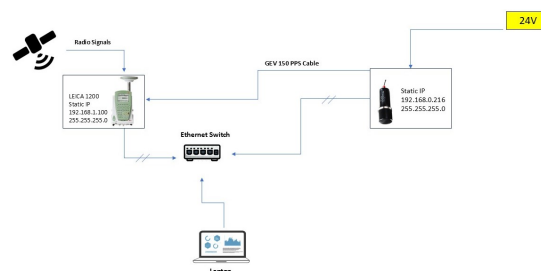 24V
Radio Signals
GEV 150 PPS Cable
LEICA 1200
Static IP
192.168.1.100
255.255.255.0
Static IP
192.168.0.216
255.255.255.0
Ethernet Switch
Laptop